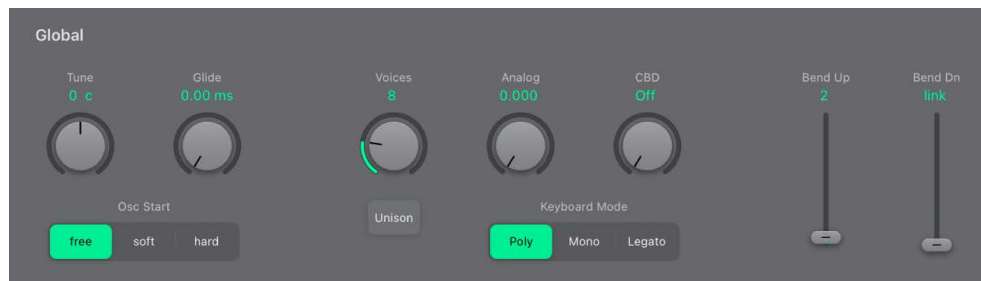 Global
Tune Glide Voices Analog CBD Bend Up Bend Dn
0 c 0.00 ms 8 0.000 Off 2 link
Osc Start Unison Keyboard Mode
free soft hard Poly Mono Legato